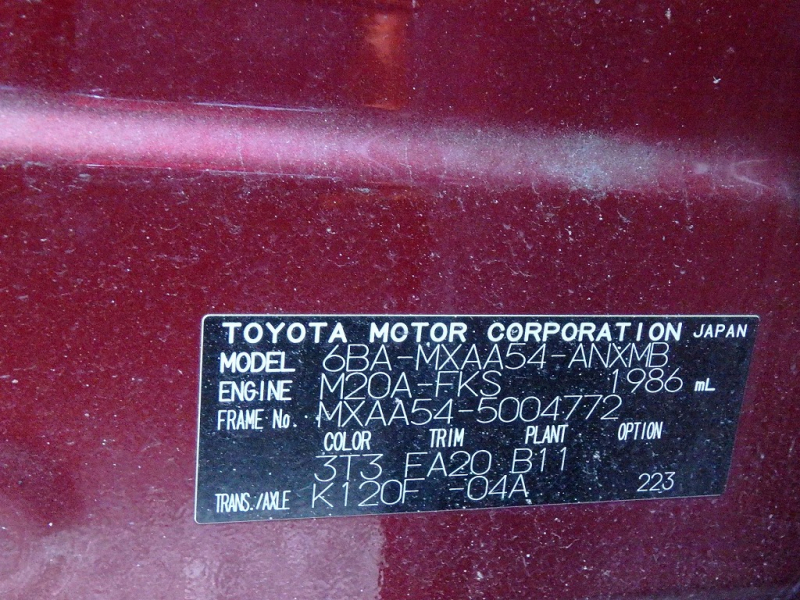 TOYOTA MOTOR CORPORATION JAPAN
MODEL 6BA-MXAA54-ANXMB
ENGINE M20A-FKS 1986 mL
FRAME No. MXAA54-5004772
COLOR TRIM PLANT OPTION
3T3 EA20 B11
TRANS./AXLE K120F -04A 223